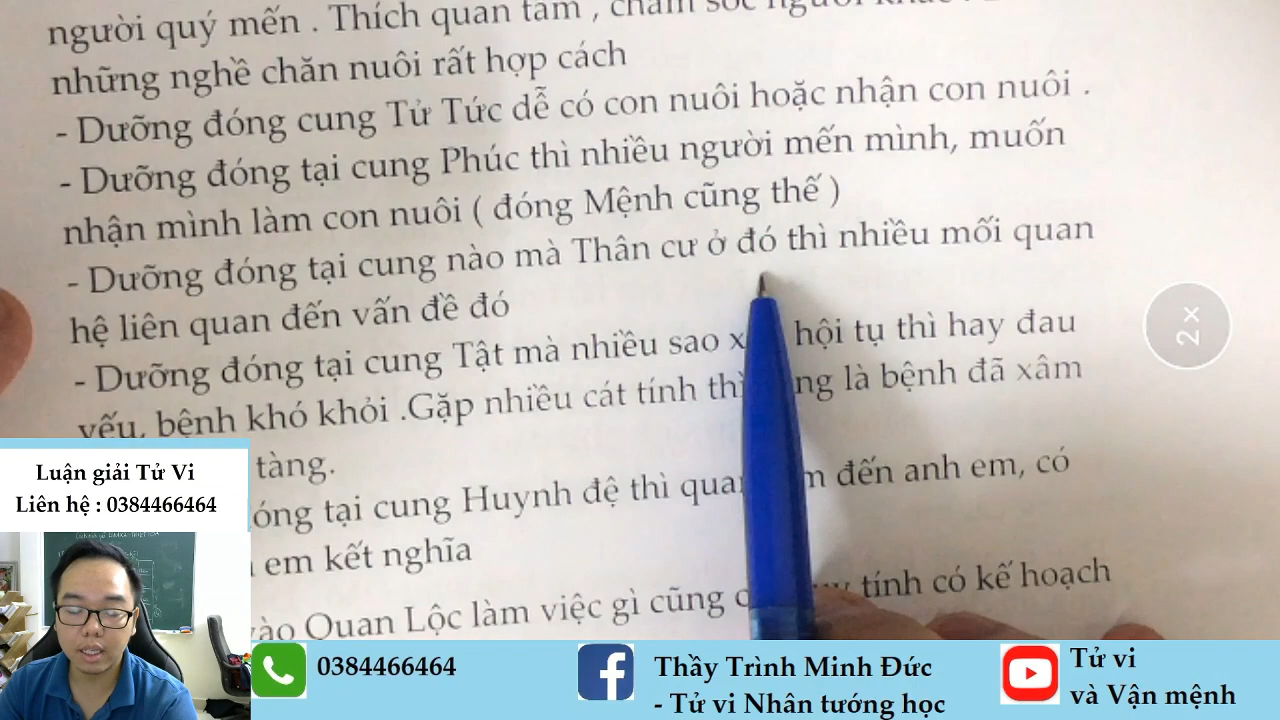 người quý mến . Thích quan tâm , chăm sóc người khác .
những nghề chăn nuôi rất hợp cách
- Dưỡng đóng cung Tử Tức dễ có con nuôi hoặc nhận con nuôi .
- Dưỡng đóng tại cung Phúc thì nhiều người mến mình, muốn
nhận mình làm con nuôi ( đóng Mệnh cũng thế )
- Dưỡng đóng tại cung nào mà Thân cư ở đó thì nhiều mối quan
hệ liên quan đến vấn đề đó
- Dưỡng đóng tại cung Tật mà nhiều sao hội tụ thì hay đau
yếu, bệnh khó khỏi .Gặp nhiều cát tính là bệnh đã xâm
tàng.
tại cung Huynh đệ thì đến anh em, có
em kết nghĩa
Quan Lộc làm việc gì cũng tính có kế hoạch
2 ×
Luận giải Tử Vi
Liên hệ : 0384466464
0384466464
Thầy Trình Minh Đức
- Tử vi Nhân tướng học
Tử vi
và Vận mệnh